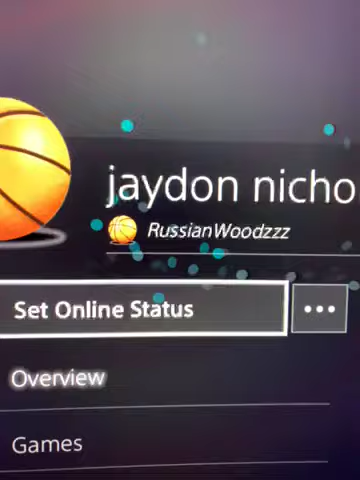 jaydon nicho
RussianWoodzzz
Set Online Status
Overview
Games